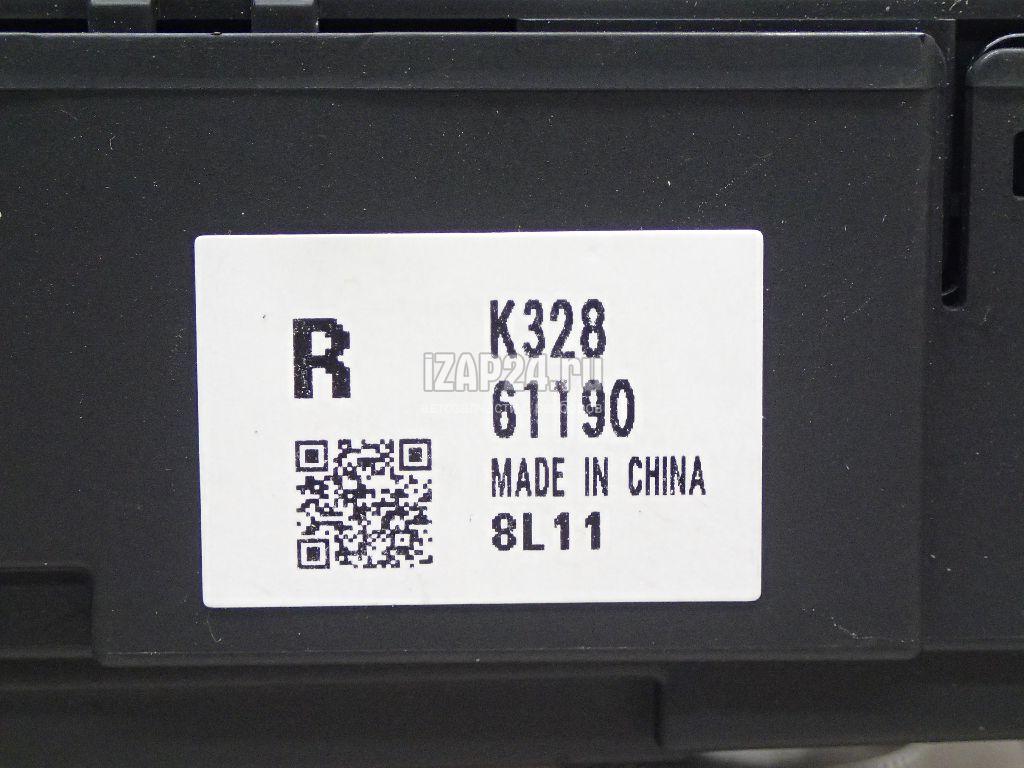 R
K328
61190
MADE IN CHINA
8L11
iZAP24.ru